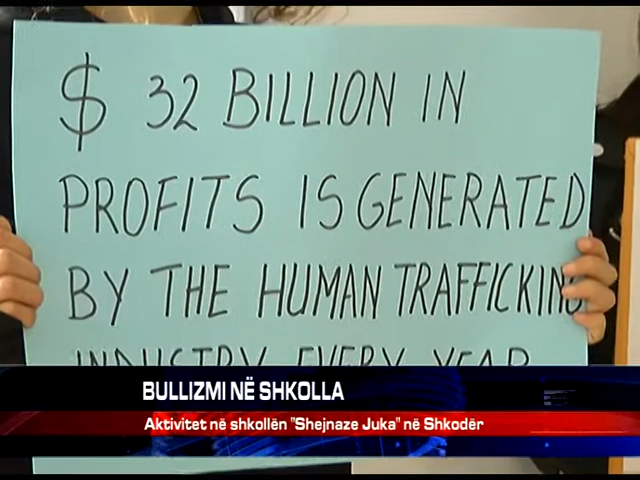 $ 32 BILLION IN
PROFITS IS GENERATED
BY THE HUMAN TRAFFICKING
INDUSTRY EVERY YEAR
BULLIZMI NË SHKOLLA
Aktivitet në shkollën "Shejnaze Juka" në Shkodër